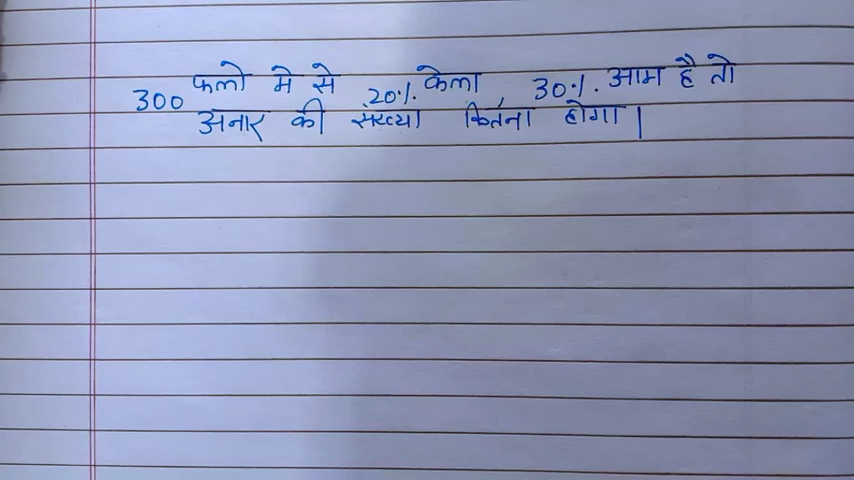 300 फलो मे से 20%. केला, 30%. आम है तो
अनार की संख्या कितना होगा |